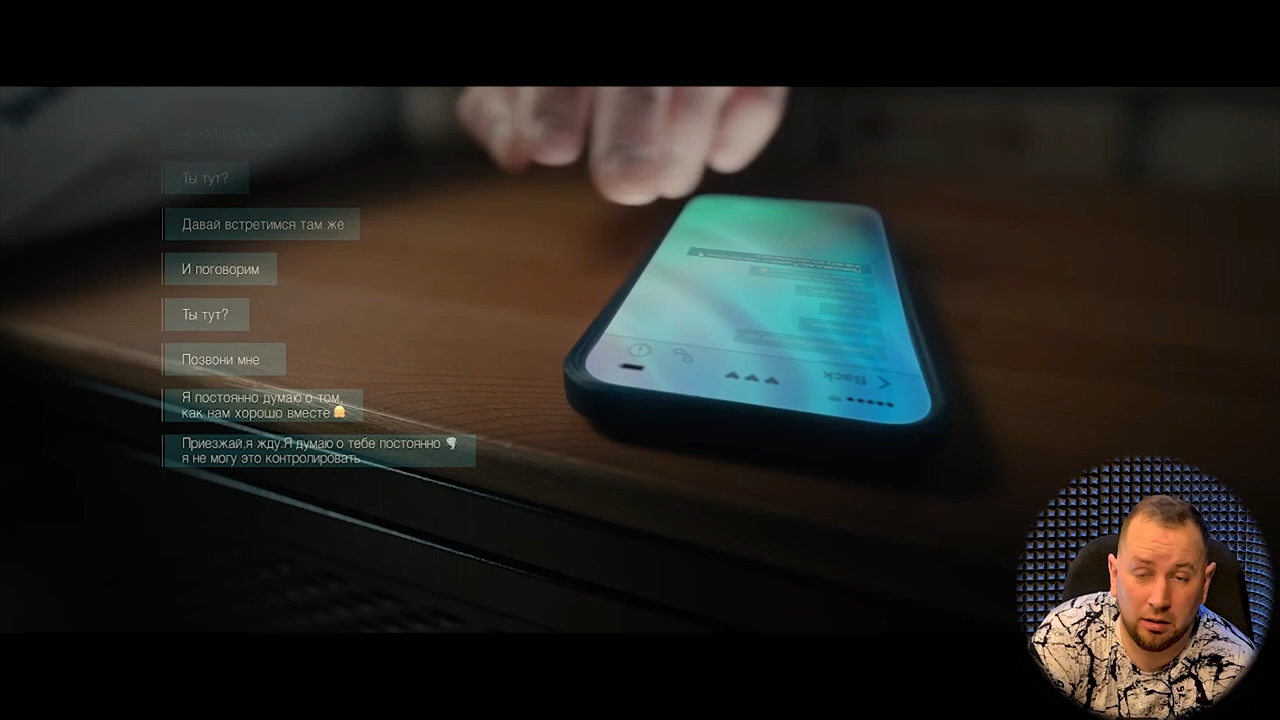 И поговорим
Ты тут?
Давай встретимся там же
И поговорим
Ты тут?
Позвони мне
Я постоянно думаю о том,
как нам хорошо вместе
Приезжай,я жду.Я думаю о тебе постоянно
я не могу это контролировать
Back